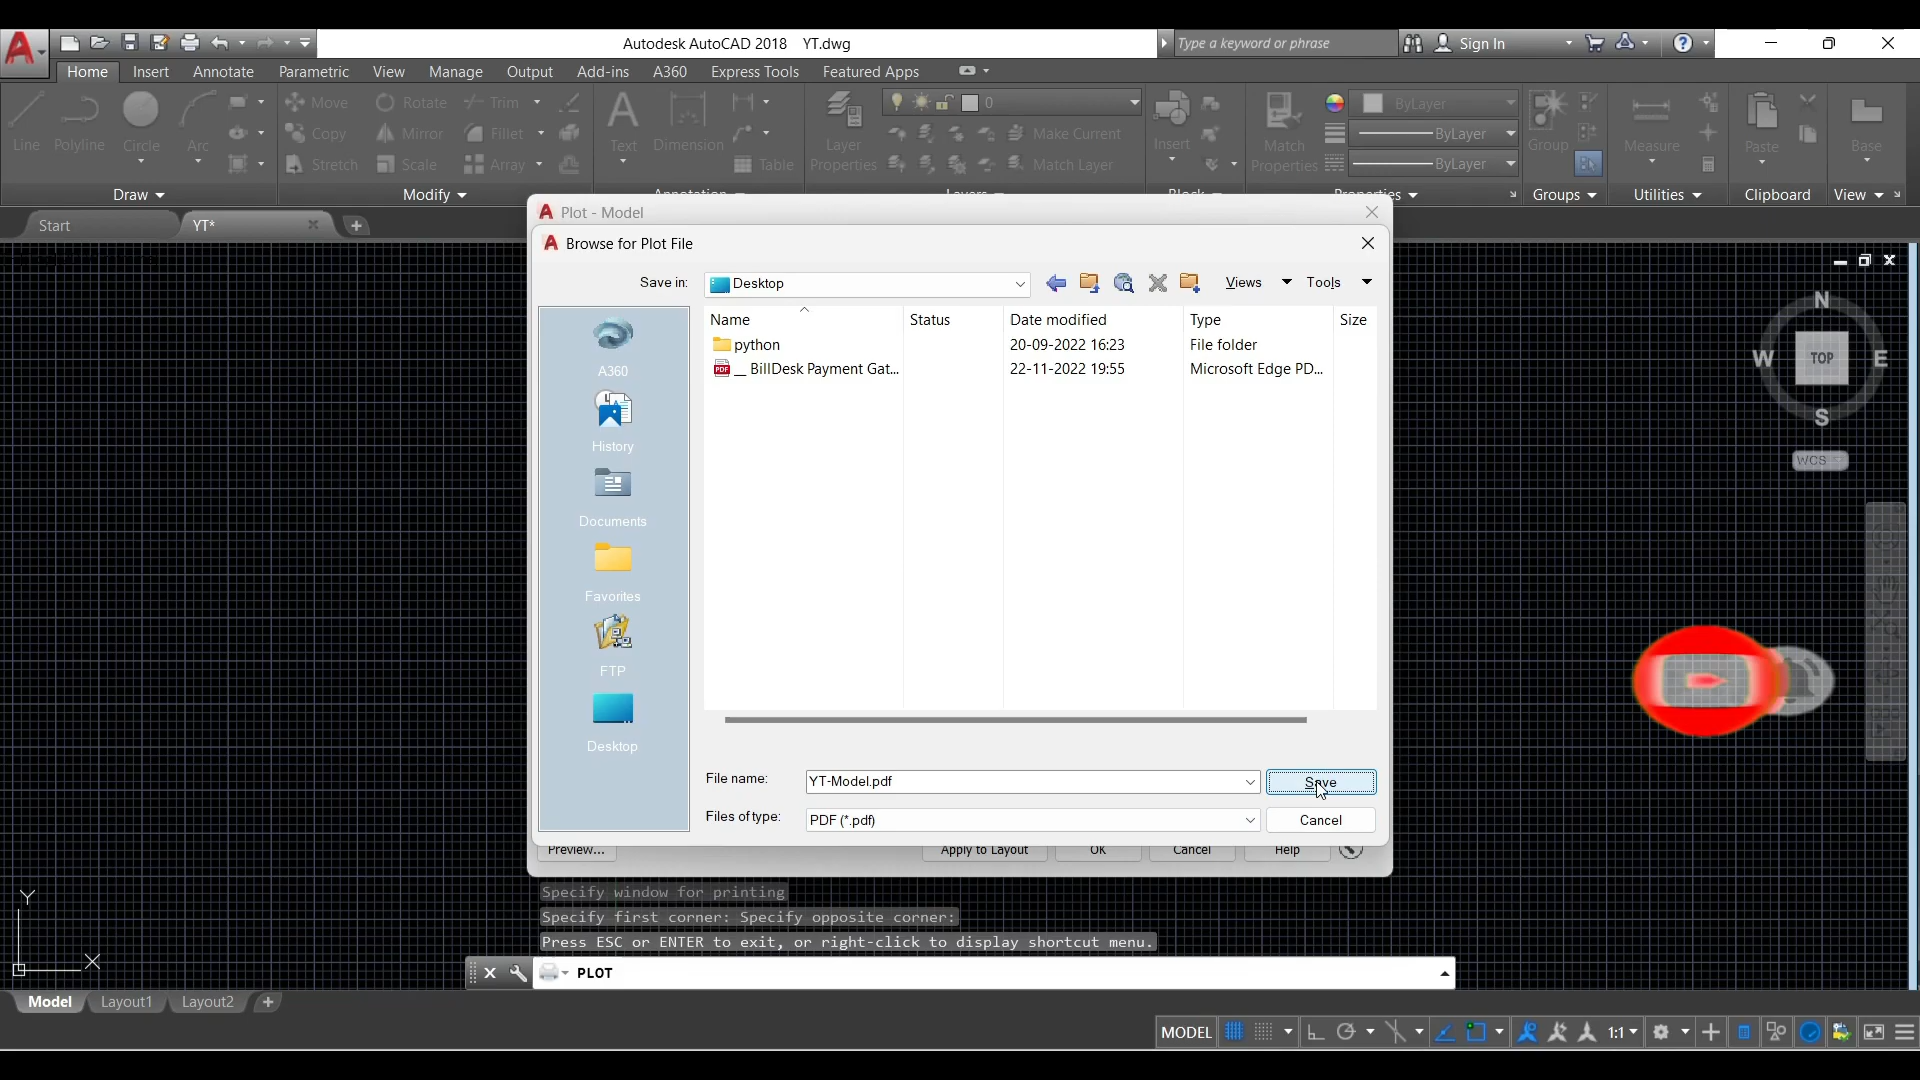 Autodesk AutoCAD 2018 YT.dwg
Type a keyword or phrase
Sign In
Home Insert Annotate Parametric View Manage Output Add-ins A360 Express Tools Featured Apps
Move Rotate Trim 0 ByLayer
Line Polyline Circle Arc Copy Mirror Fillet Text Dimension Layer Properties Make Current Insert Match Properties ByLayer Group Measure Paste Base
Stretch Scale Array Table Match Layer ByLayer
Draw Modify Annotation Layers Block Properties Groups Utilities Clipboard View
Start YT*
Plot - Model
Browse for Plot File
Save in: Desktop Views Tools
Name Status Date modified Type Size
python 20-09-2022 16:23 File folder
__ BillDesk Payment Gat... 22-11-2022 19:55 Microsoft Edge PD...
A360
History
Documents
Favorites
FTP
Desktop
File name: YT-Model.pdf Save
Files of type: PDF (*.pdf) Cancel
Preview... Apply to Layout OK Cancel Help
N
W TOP E
S
WCS
Specify window for printing
Specify first corner: Specify opposite corner:
Press ESC or ENTER to exit, or right-click to display shortcut menu.
PLOT
Y
X
Model Layout1 Layout2
MODEL 1:1